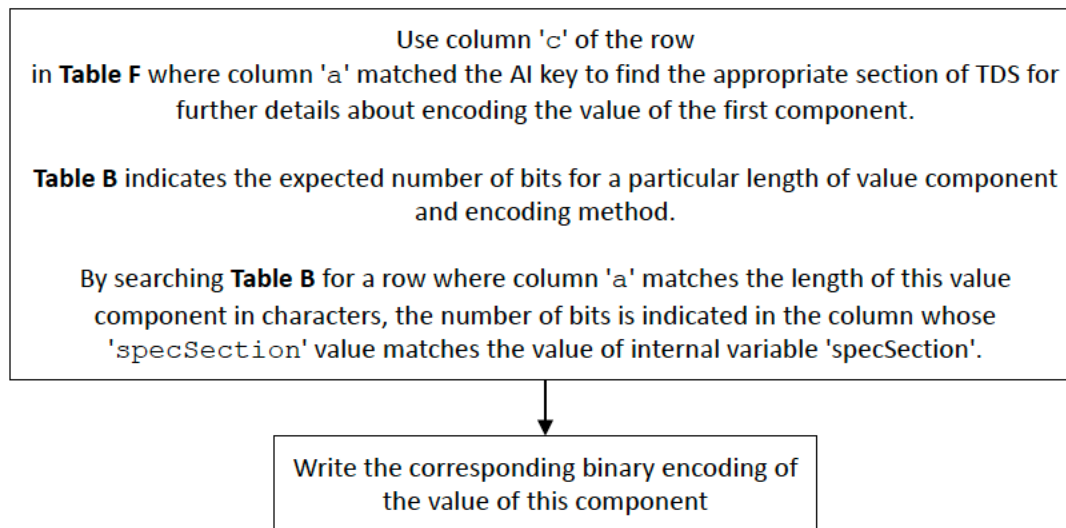 Use column 'c' of the row
in Table F where column 'a' matched the AI key to find the appropriate section of TDS for
further details about encoding the value of the first component.
Table B indicates the expected number of bits for a particular length of value component
and encoding method.
By searching Table B for a row where column 'a' matches the length of this value
component in characters, the number of bits is indicated in the column whose
'specSection' value matches the value of internal variable 'specSection'.
Write the corresponding binary encoding of
the value of this component